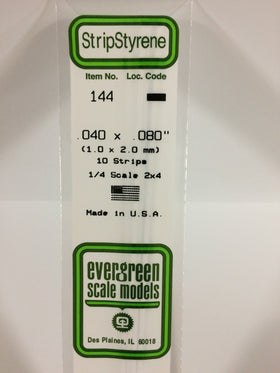 StripStyrene
Item No. Loc. Code
144
.040 x .080"
(1.0 x 2.0 mm)
10 Strips
1/4 Scale 2x4
Made in U.S.A.
evergreen
scale models
Des Plaines, IL 60018